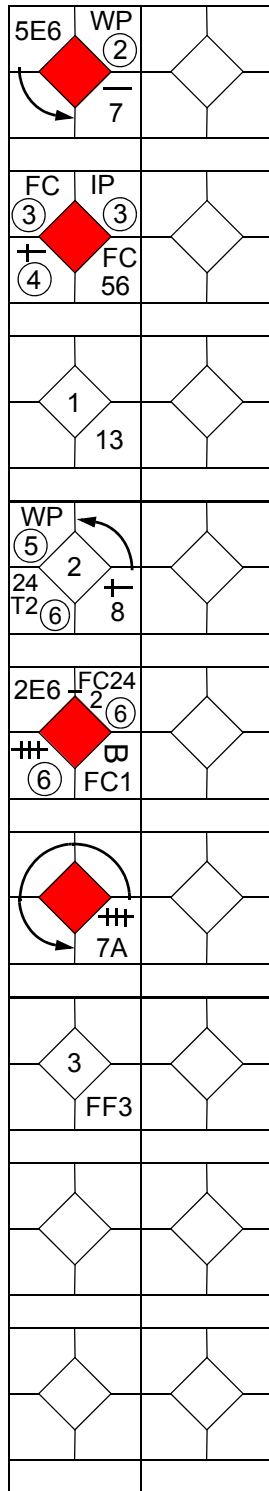 5E6 WP
②
7
FC IP
③ ③
④ FC
56
1
13
WP
⑤ 2
24
T2 ⑥ 8
2E6 FC24
2 ⑥
B
⑥ FC1
7A
3
FF3